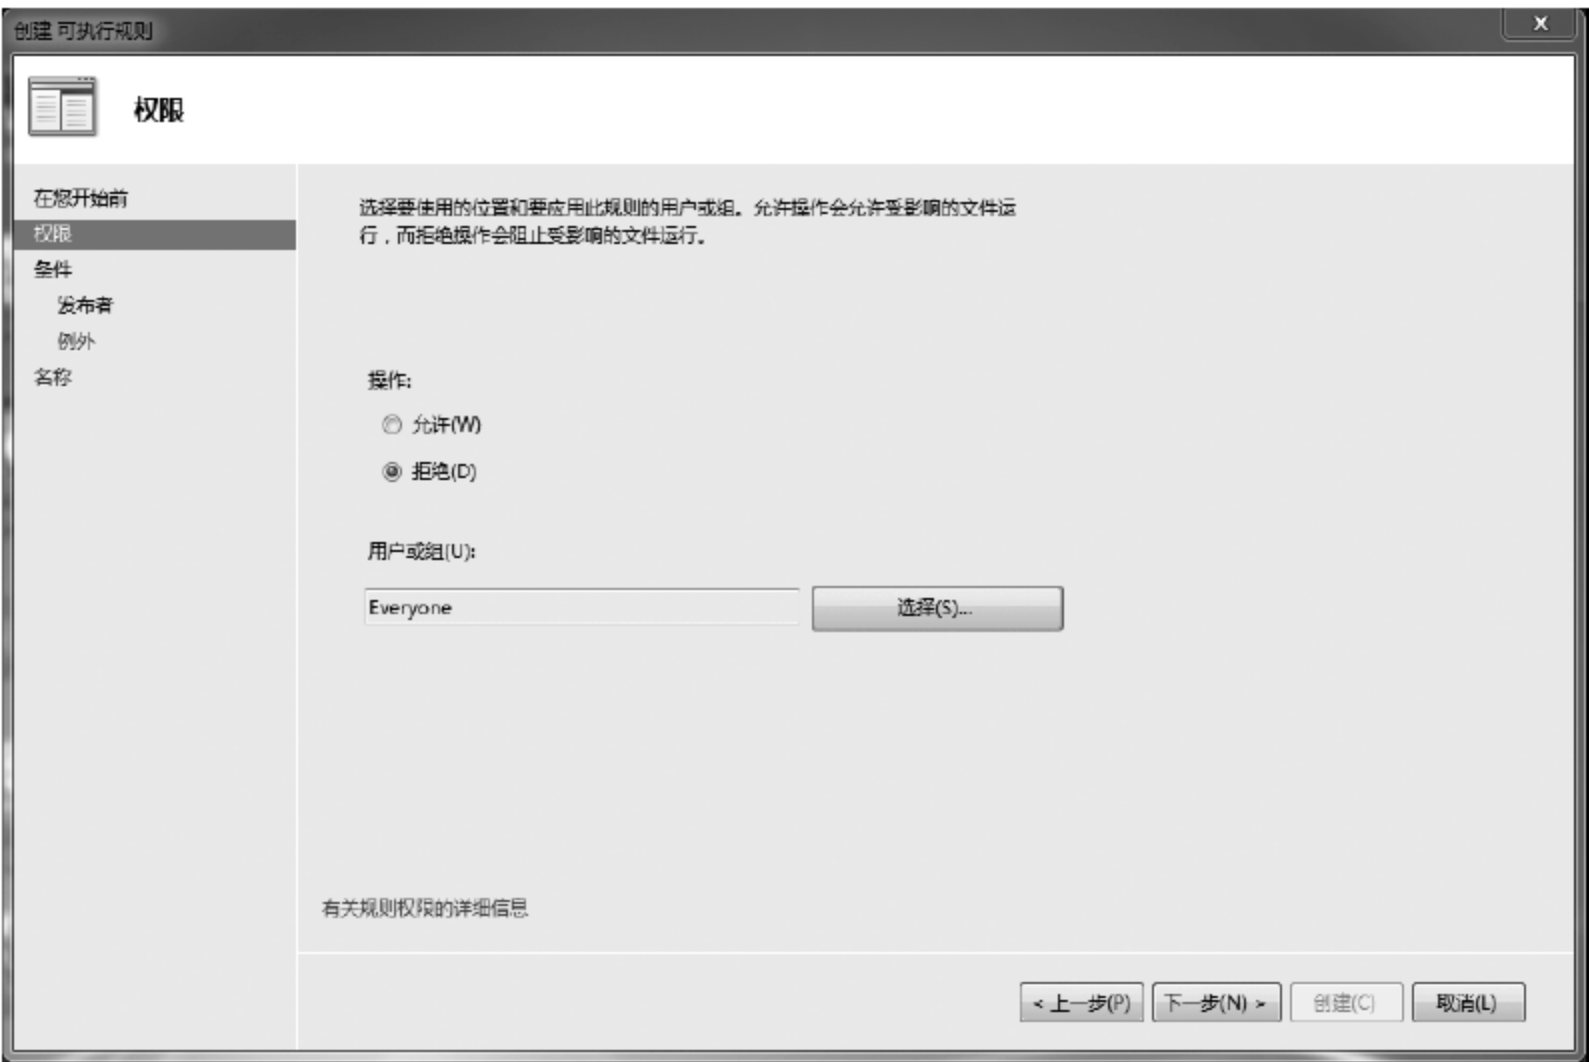 创建 可执行规则
X
权限
在您开始前
权限
条件
发布者
例外
名称
选择要使用的位置和要应用此规则的用户或组。允许操作会允许受影响的文件运
行，而拒绝操作会阻止受影响的文件运行。
操作:
允许(W)
拒绝(D)
用户或组(U):
Everyone
选择(S)...
有关规则权限的详细信息
< 上一步(P)
下一步(N) >
创建(C)
取消(L)